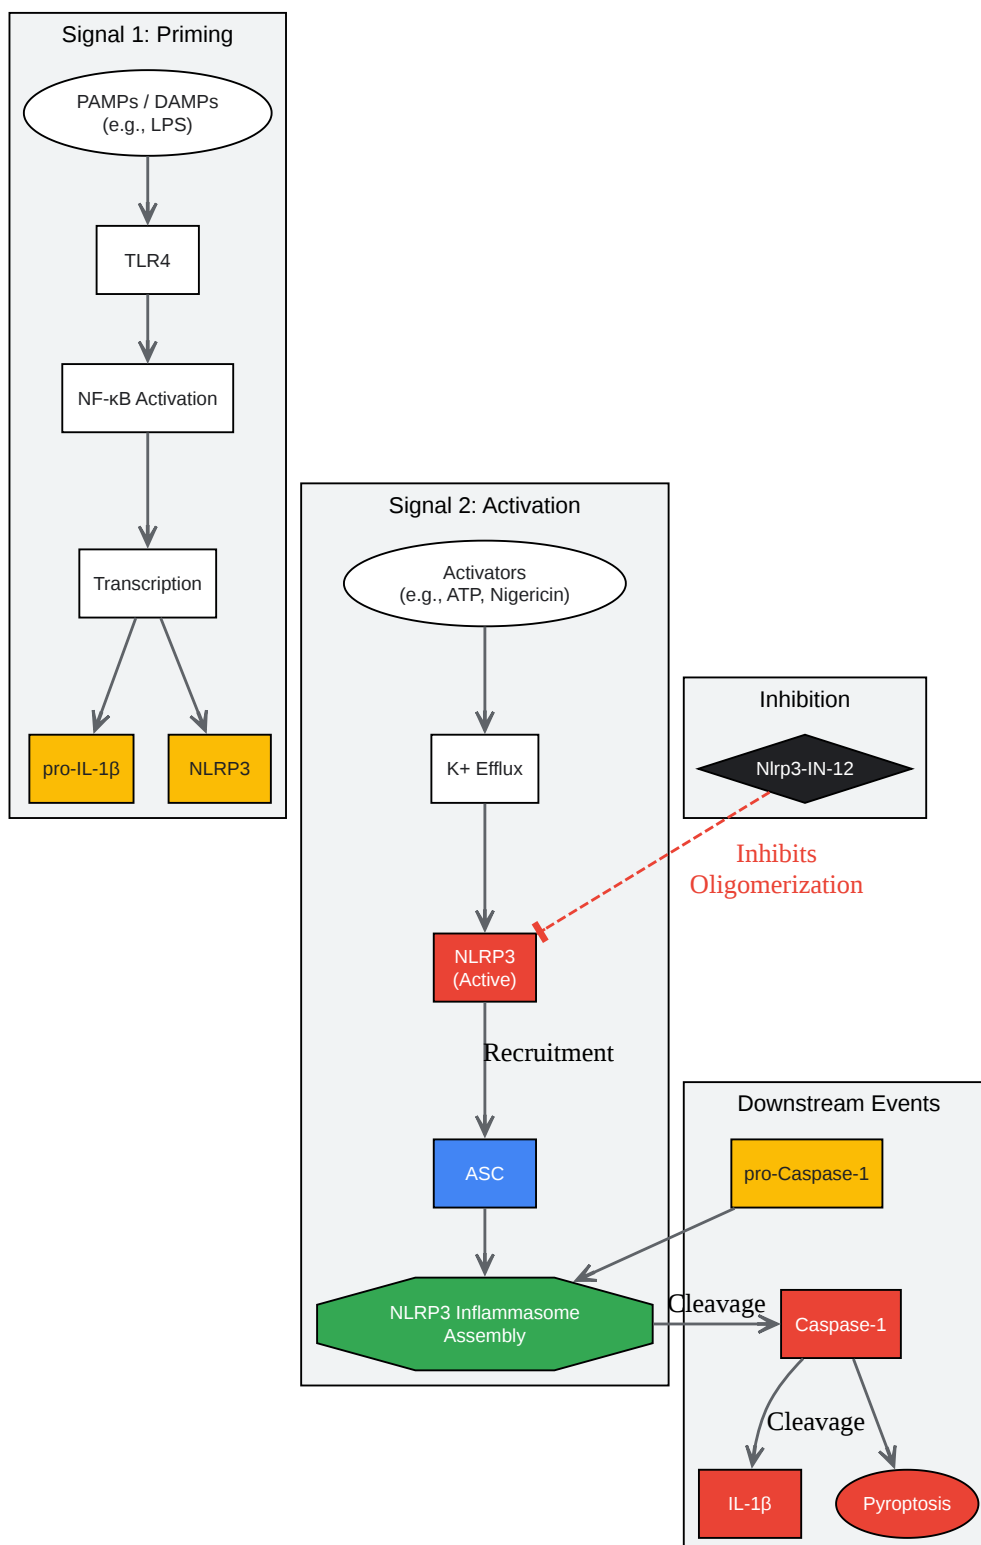 Signal 1: Priming
PAMPs / DAMPs
(e.g., LPS)
TLR4
NF-κB Activation
Transcription
pro-IL-1β
NLRP3
Signal 2: Activation
Activators
(e.g., ATP, Nigericin)
K+ Efflux
NLRP3
(Active)
Recruitment
ASC
NLRP3 Inflammasome
Assembly
Inhibition
Nlrp3-IN-12
Inhibits
Oligomerization
Downstream Events
pro-Caspase-1
Cleavage
Caspase-1
Cleavage
IL-1β
Pyroptosis